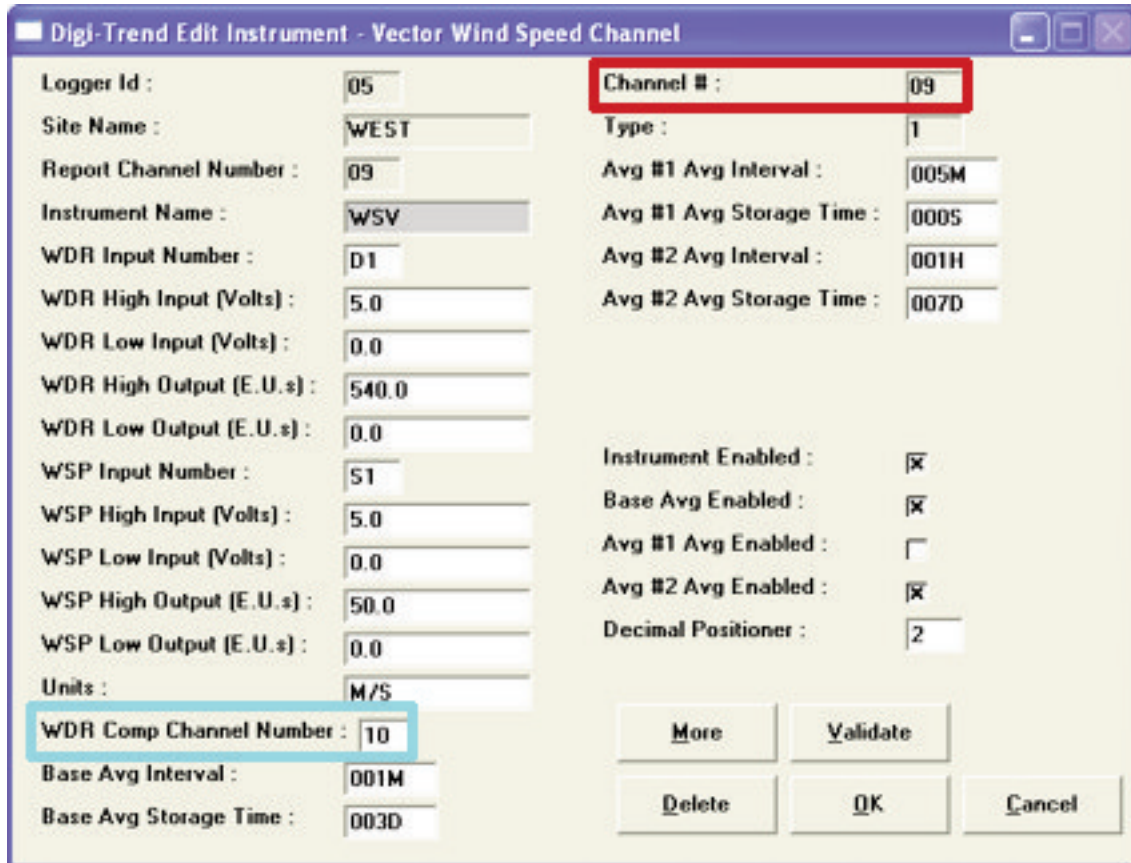 Digi-Trend Edit Instrument - Vector Wind Speed Channel
Logger Id : 05
Site Name : WEST
Report Channel Number : 09
Instrument Name : WSV
WDR Input Number : D1
WDR High Input (Volts) : 5.0
WDR Low Input (Volts) : 0.0
WDR High Output (E.U.s) : 540.0
WDR Low Output (E.U.s) : 0.0
WSP Input Number : S1
WSP High Input (Volts) : 5.0
WSP Low Input (Volts) : 0.0
WSP High Output (E.U.s) : 50.0
WSP Low Output (E.U.s) : 0.0
Units : M/S
WDR Comp Channel Number : 10
Base Avg Interval : 001M
Base Avg Storage Time : 003D
Channel # : 09
Type : 1
Avg #1 Avg Interval : 005M
Avg #1 Avg Storage Time : 000S
Avg #2 Avg Interval : 001H
Avg #2 Avg Storage Time : 007D
Instrument Enabled :
Base Avg Enabled :
Avg #1 Avg Enabled :
Avg #2 Avg Enabled :
Decimal Positioner : 2
More Validate
Delete OK Cancel